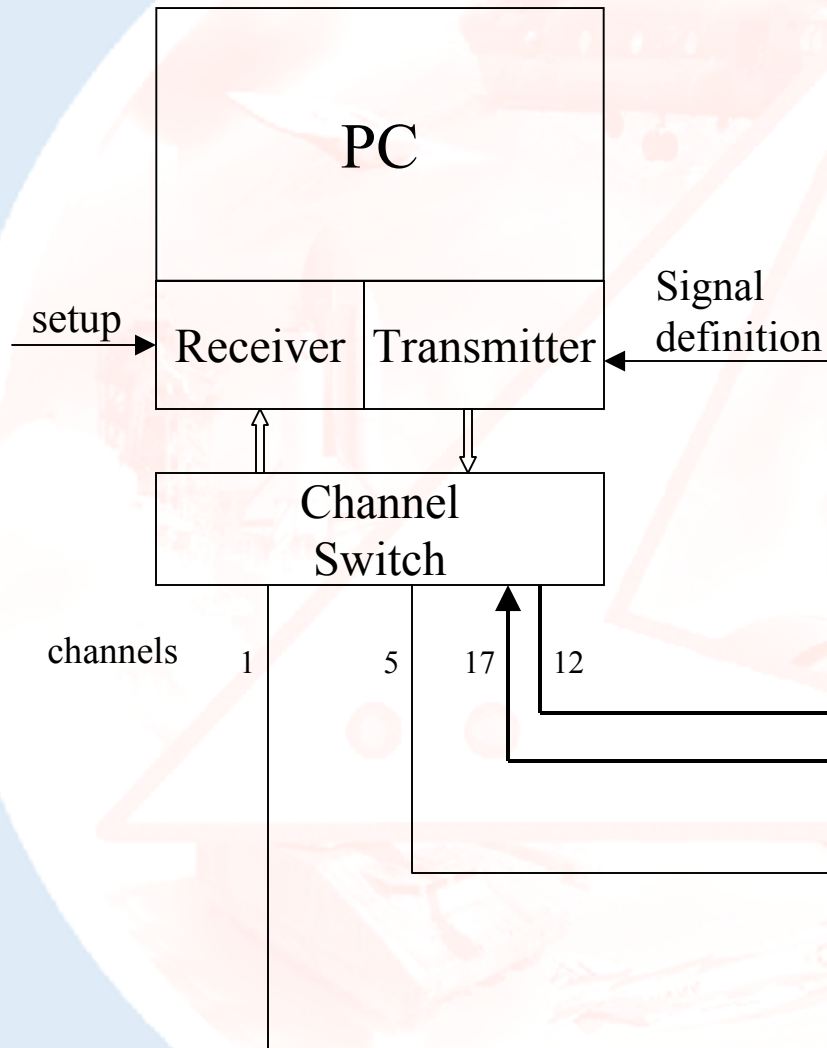 PC
setup
Receiver
Transmitter
Signal
definition
Channel
Switch
channels
1
5
17
12